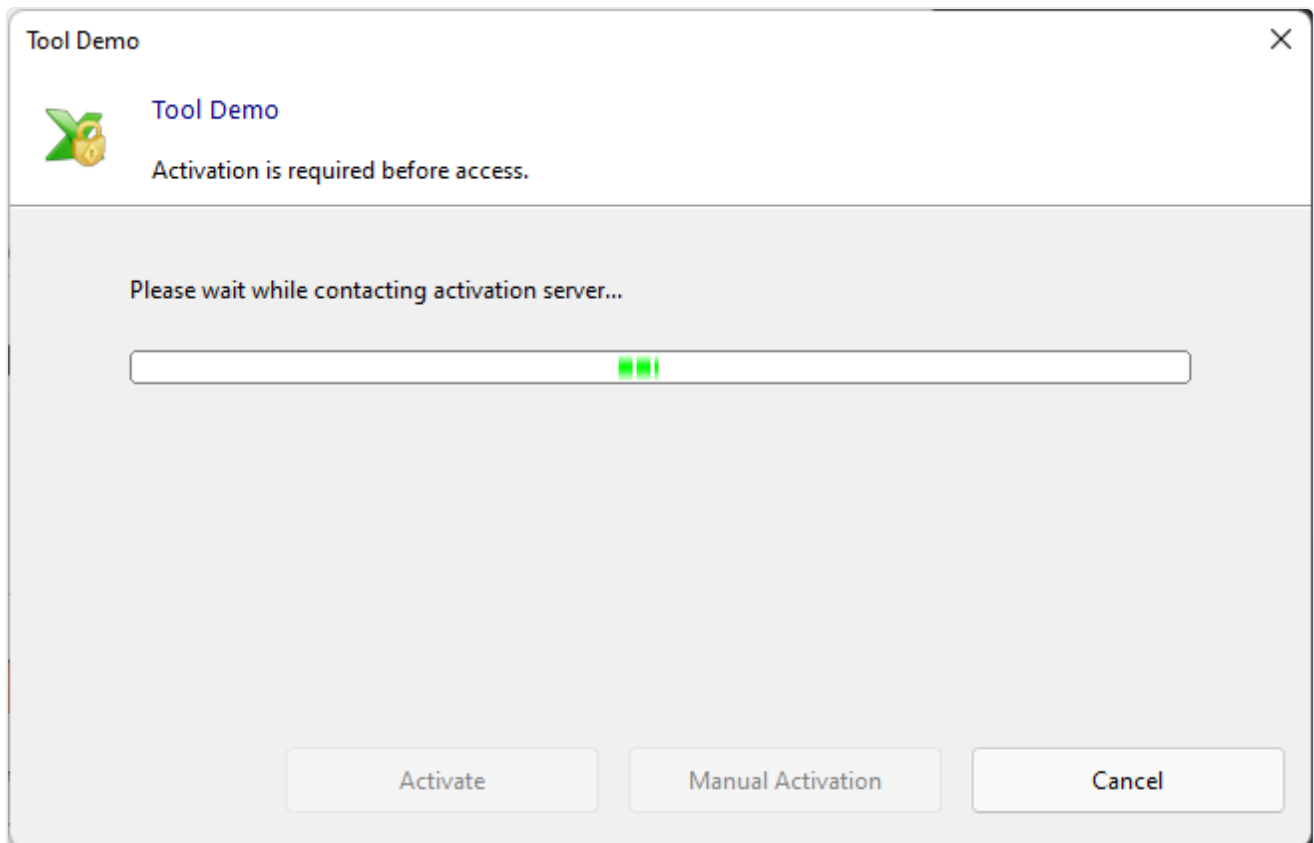 Tool Demo
Tool Demo
Activation is required before access.
Please wait while contacting activation server...
Activate
Manual Activation
Cancel